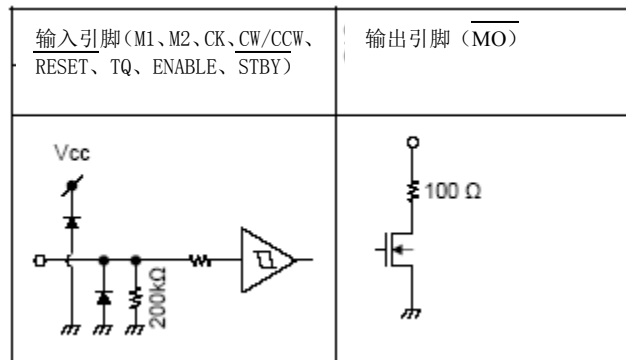 输入引脚（M1、M2、CK、CW/CCW、
RESET、TQ、ENABLE、STBY）
输出引脚（MO）
Vcc
200kΩ
100 Ω